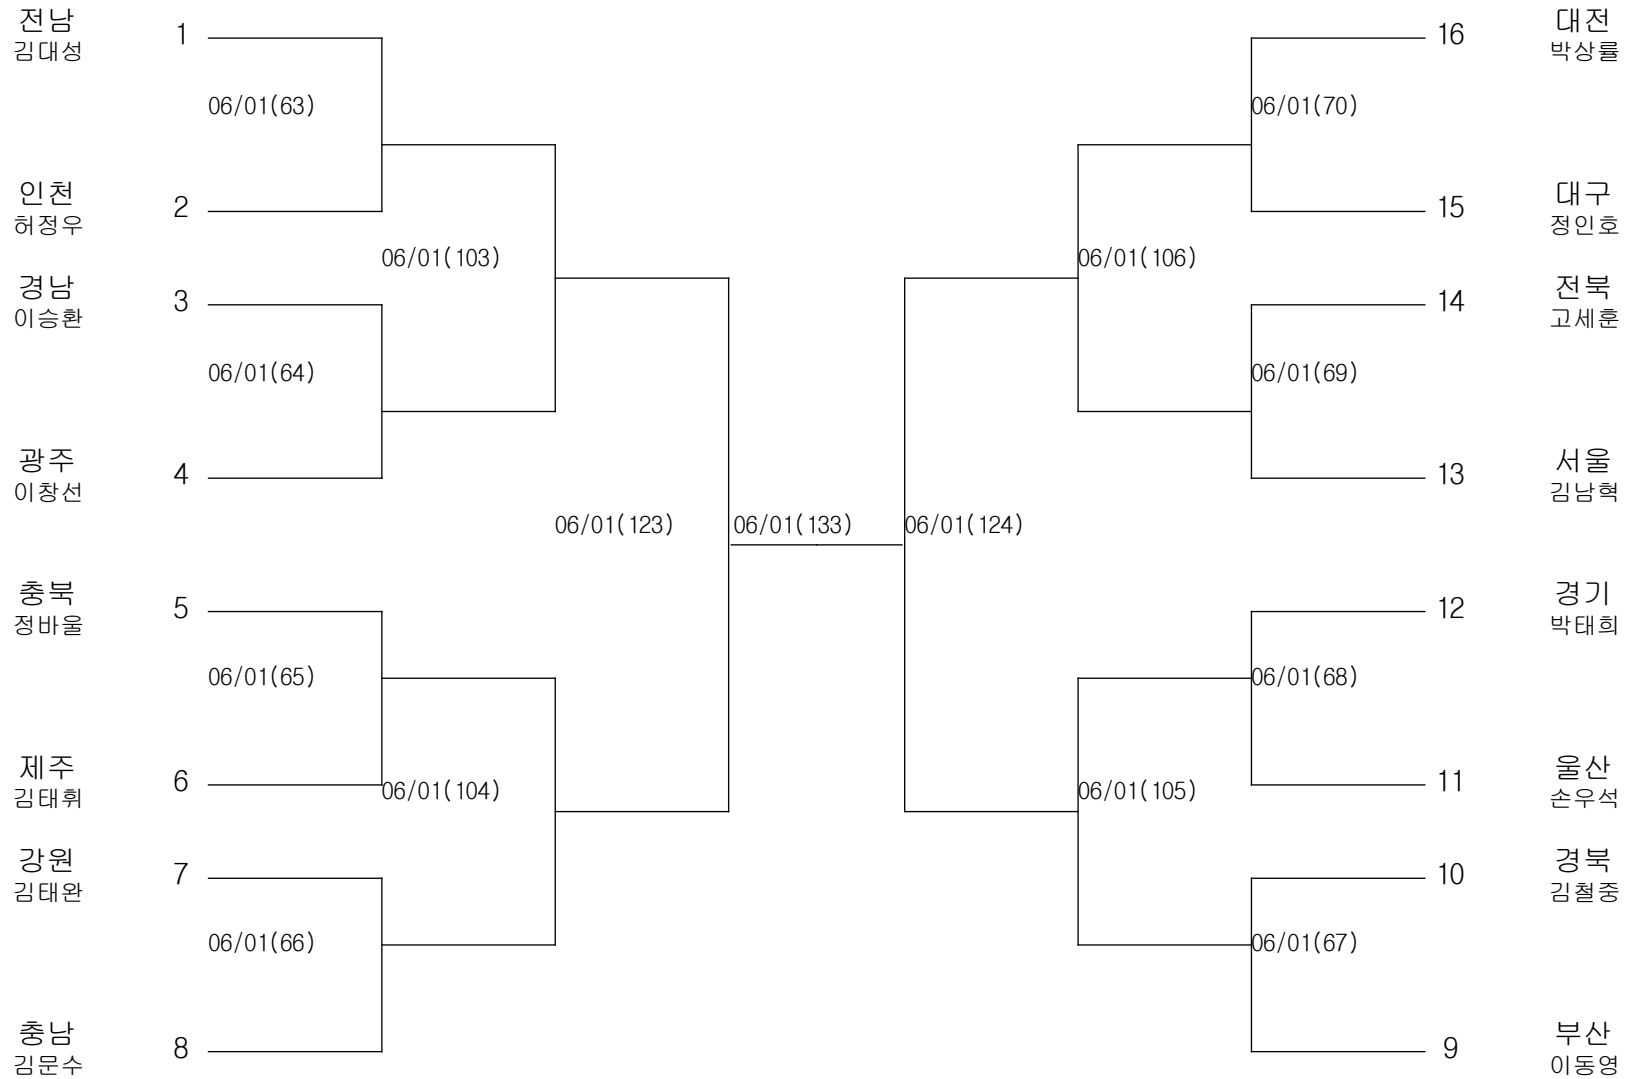 전남
김대성
1
06/01(63)
인천
허정우
2
06/01(103)
경남
이승환
3
06/01(64)
광주
이창선
4
06/01(123)
충북
정바울
5
06/01(65)
제주
김태휘
6
06/01(104)
강원
김태완
7
06/01(66)
충남
김문수
8
06/01(133)
16
대전
박상률
06/01(70)
15
대구
정인호
06/01(106)
14
전북
고세훈
06/01(69)
13
서울
김남혁
06/01(124)
12
경기
박태희
06/01(68)
11
울산
손우석
06/01(105)
10
경북
김철중
06/01(67)
9
부산
이동영